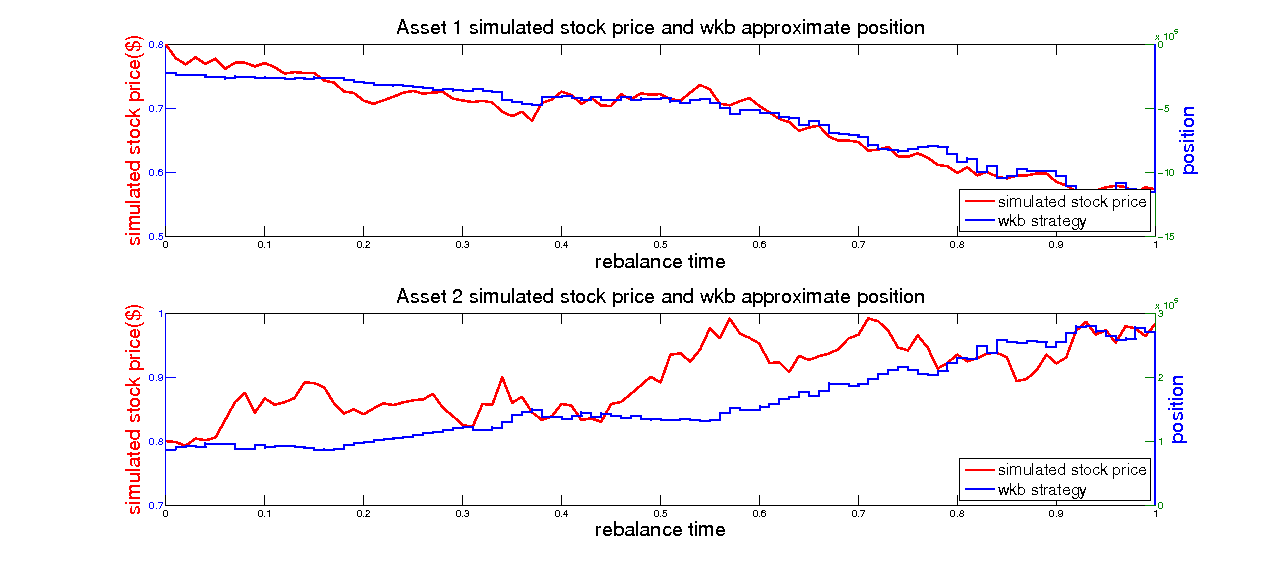 Asset 1 simulated stock price and wkb approximate position
x 10^5
simulated stock price($)
0.8
0.7
0.6
0.5
0
-5
-10
-15
position
simulated stock price
wkb strategy
0 0.1 0.2 0.3 0.4 0.5 0.6 0.7 0.8 0.9 1
rebalance time
Asset 2 simulated stock price and wkb approximate position
x 10^5
simulated stock price($)
1
0.9
0.8
0.7
3
2
1
0
position
simulated stock price
wkb strategy
0 0.1 0.2 0.3 0.4 0.5 0.6 0.7 0.8 0.9 1
rebalance time